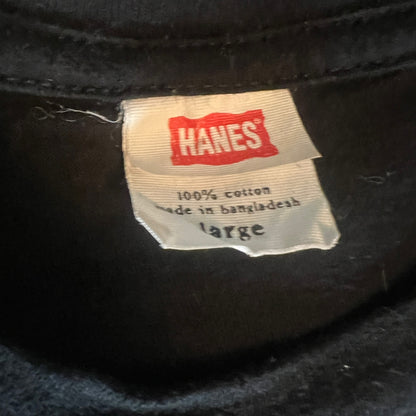 HANES
100% cotton
made in bangladesh
large